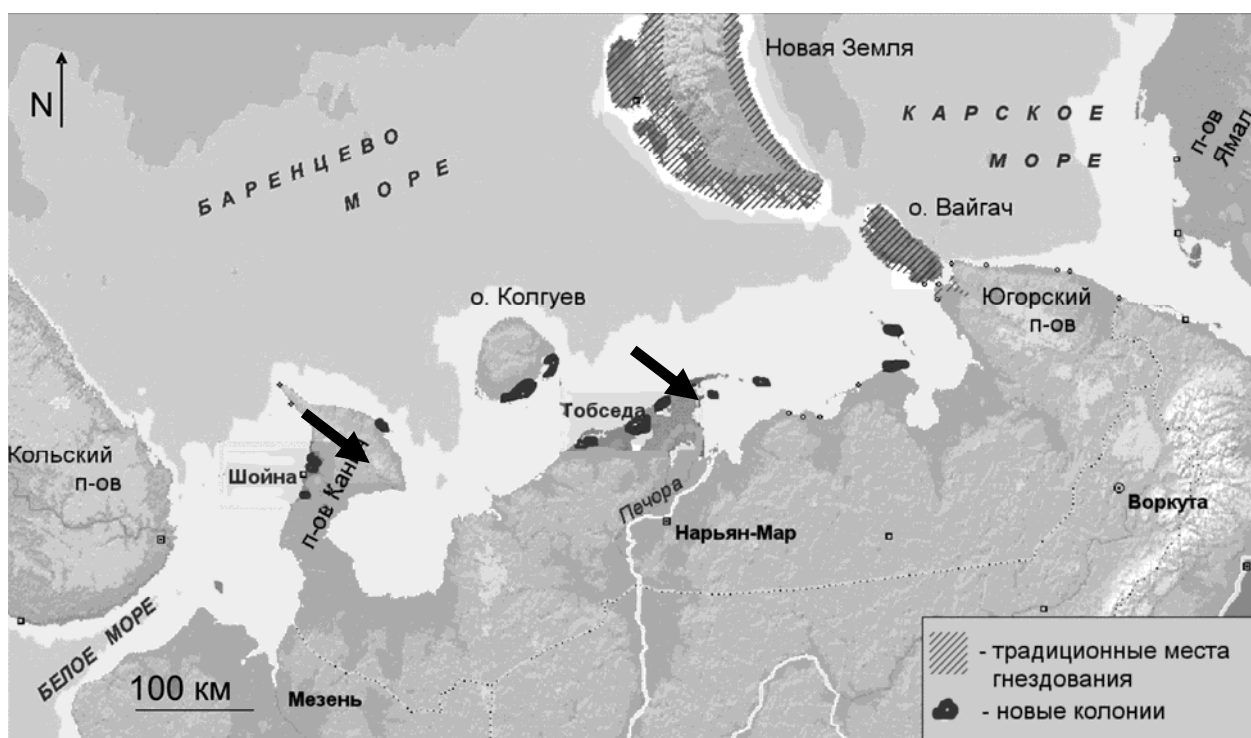 Новая Земля
N
КАРСКОЕ
МОРЕ
п-ов
Ямал
БАРЕНЦЕВО
МОРЕ
о. Вайгач
о. Колгуев
Югорский
п-ов
Тобседа
Кольский
п-ов
Шойна
п-ов Канин
Печора
Воркута
Нарьян-Мар
БЕЛОЕ МОРЕ
100 км
Мезень
- традиционные места
гнездования
- новые колонии